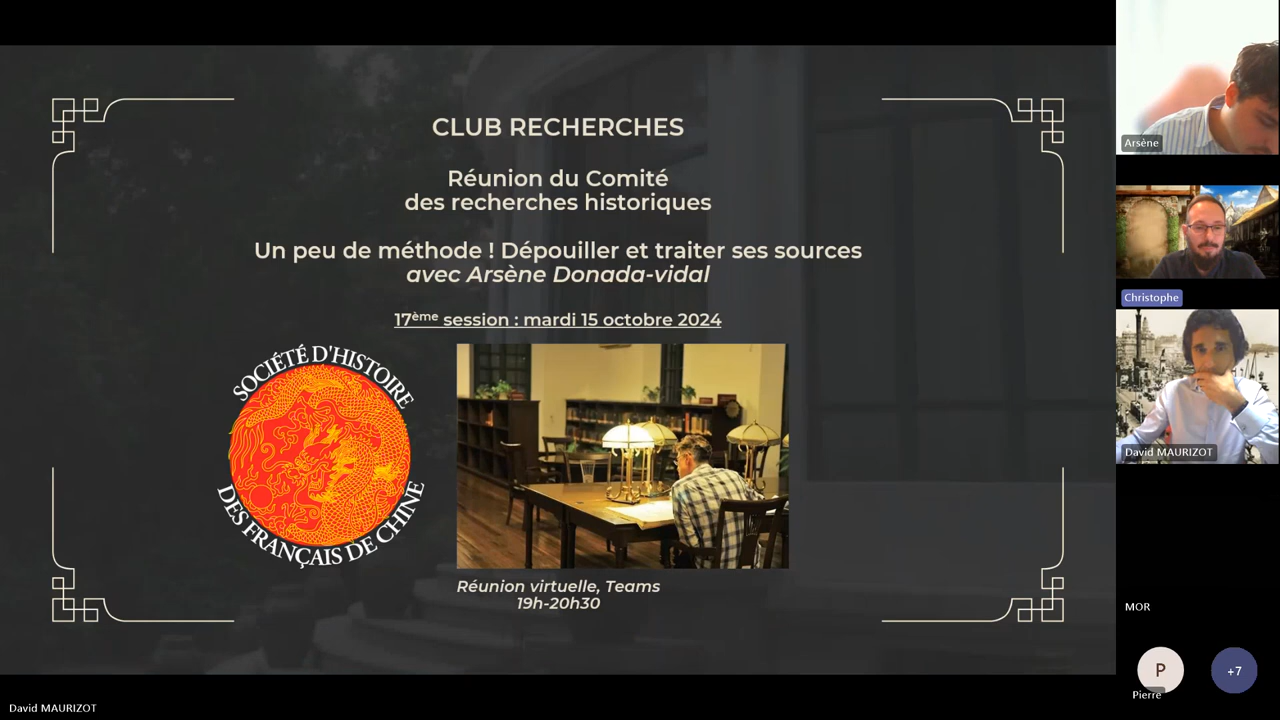 CLUB RECHERCHES
Réunion du Comité
des recherches historiques
Un peu de méthode ! Dépouiller et traiter ses sources
avec Arsène Donada-vidal
17ème session : mardi 15 octobre 2024
SOCIÉTÉ D'HISTOIRE
DES FRANÇAIS DE CHINE
Réunion virtuelle, Teams
19h-20h30
David MAURIZOT
Arsène
Christophe
David MAURIZOT
MOR
P
Pierre
+7